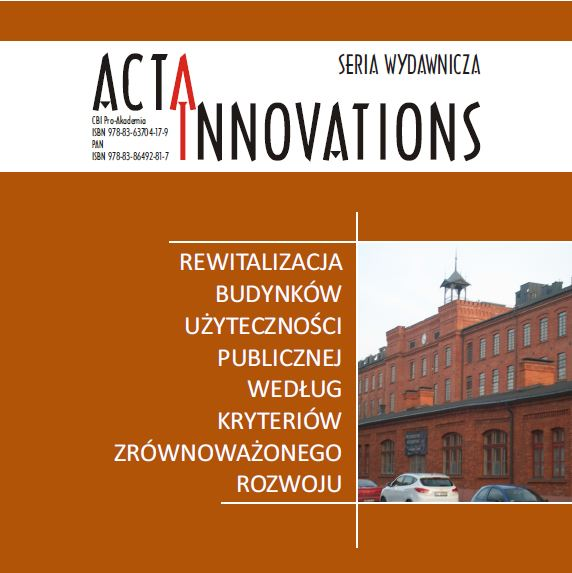 SERIA WYDAWNICZA
ACTA
CBI Pro-Akademia
ISBN 978-83-63704-17-9
PAN
ISBN 978-83-86492-81-7
INNOVATIONS
REWITALIZACJA
BUDYNKÓW
UŻYTECZNOŚCI
PUBLICZNEJ
WEDŁUG
KRYTERIÓW
ZRÓWNOWAŻONEGO
ROZWOJU